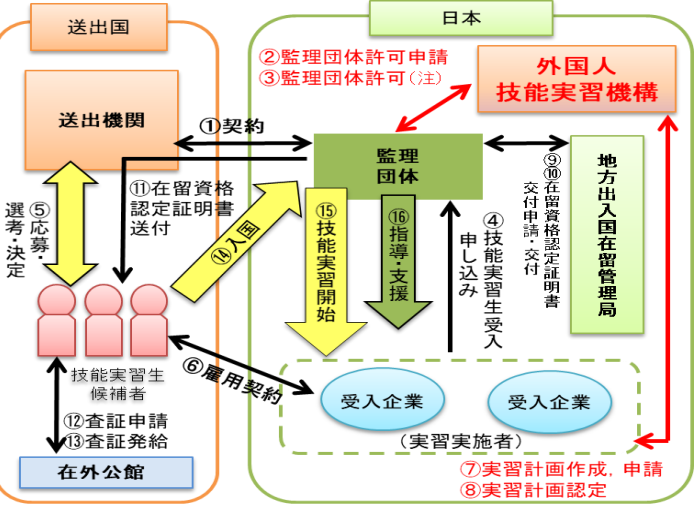 送出国
日本
②監理団体許可申請
③監理団体許可(注)
外国人
技能実習機構
送出機関
①契約
監理
団体
⑨⑩在留資格認定証明書
交付申請・交付
地方出入国在留管理局
⑤応募・
選考・決定
⑪在留資格
認定証明書
送付
⑭入国
⑮技能実習開始
⑯指導・支援
④技能実習生受入
申し込み
技能実習生
候補者
⑥雇用契約
受入企業
受入企業
(実習実施者)
⑫査証申請
⑬査証発給
在外公館
⑦実習計画作成，申請
⑧実習計画認定